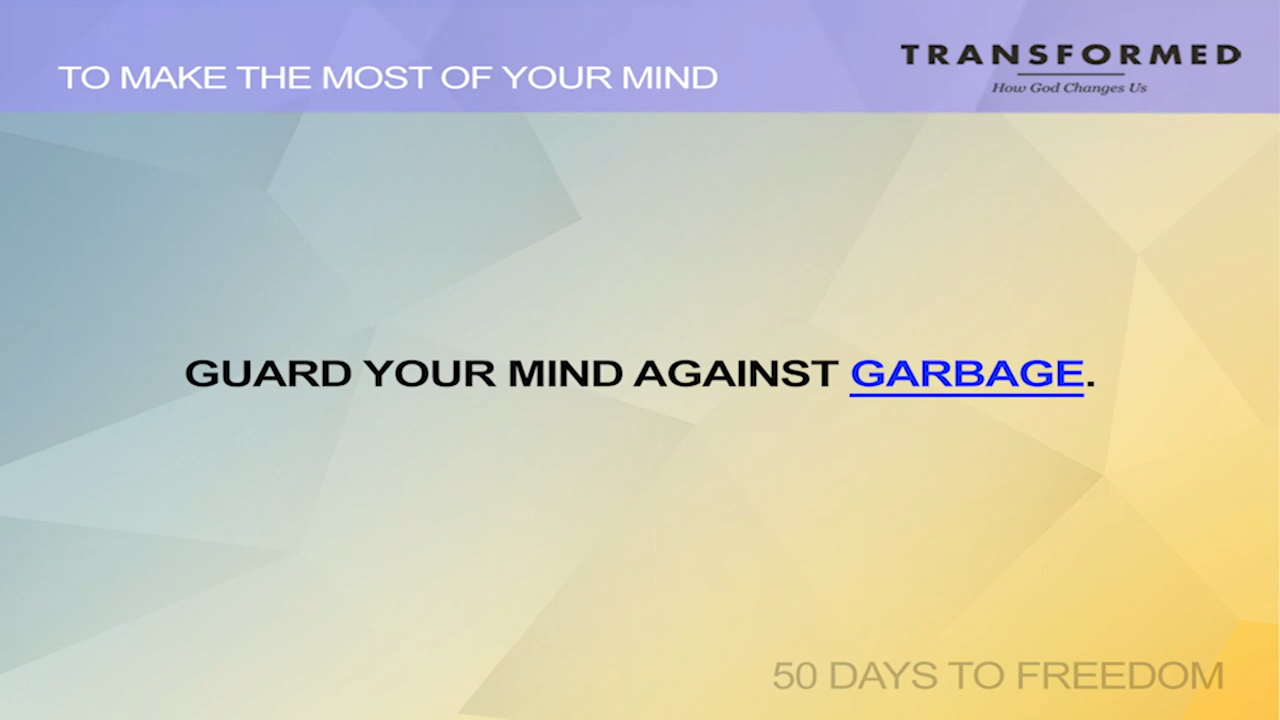 TO MAKE THE MOST OF YOUR MIND
TRANSFORMED
How God Changes Us
GUARD YOUR MIND AGAINST GARBAGE.
50 DAYS TO FREEDOM